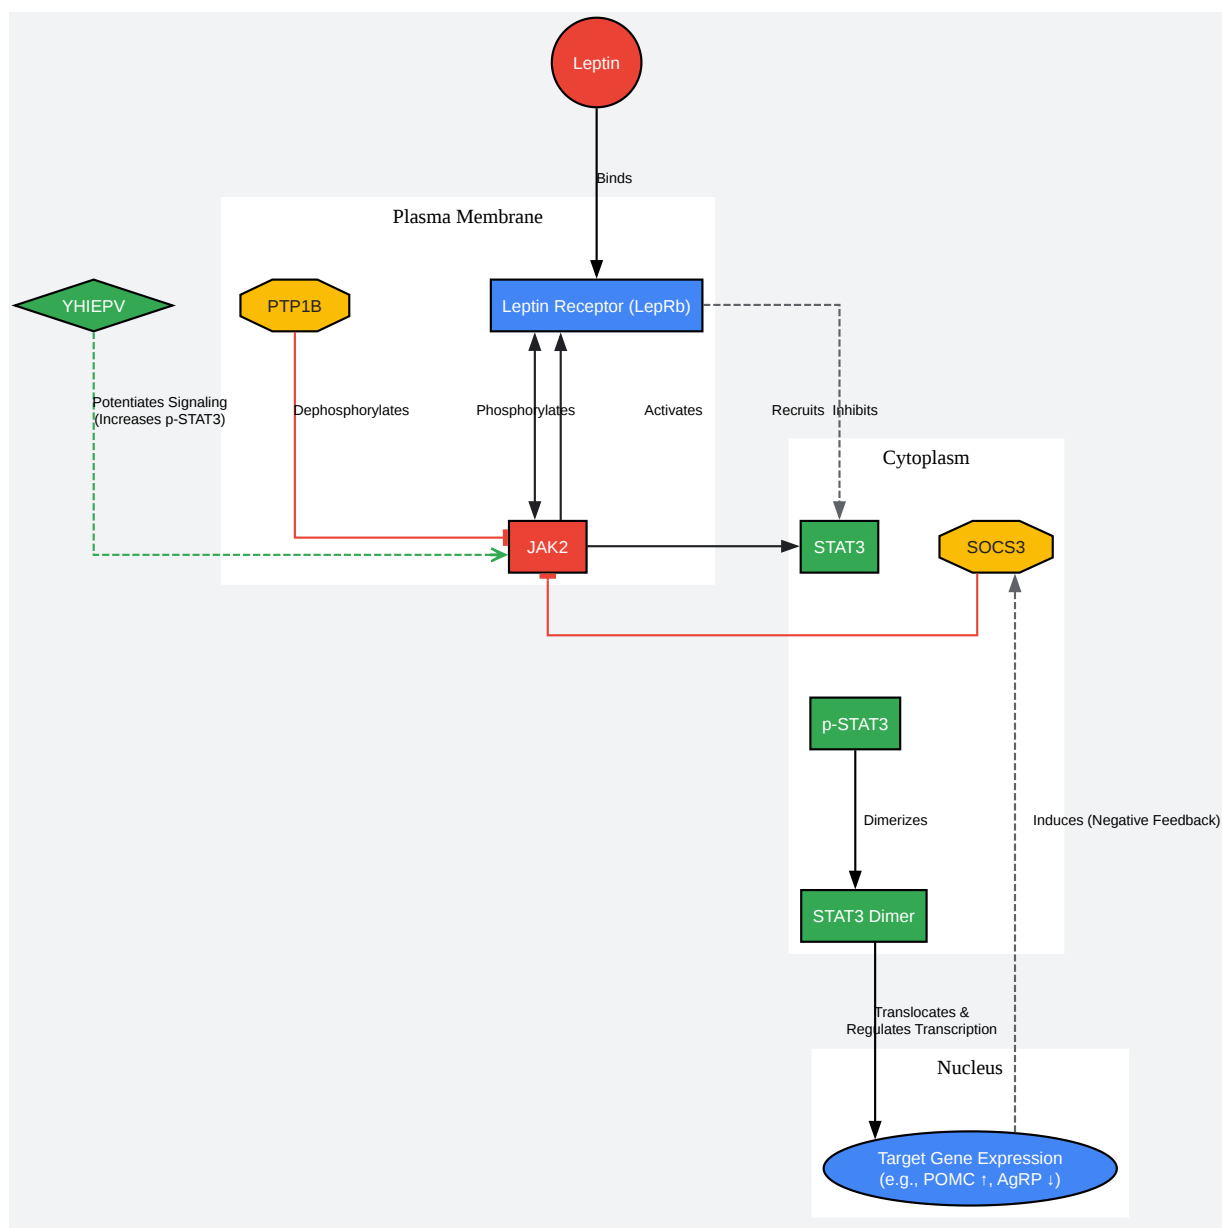 Leptin
Binds
Plasma Membrane
YHIEPV
PTP1B
Leptin Receptor (LepRb)
Potentiates Signaling
(Increases p-STAT3)
Dephosphorylates
Phosphorylates
Activates
Recruits
Inhibits
Cytoplasm
JAK2
STAT3
SOCS3
p-STAT3
Dimerizes
Induces (Negative Feedback)
STAT3 Dimer
Translocates &
Regulates Transcription
Nucleus
Target Gene Expression
(e.g., POMC ↑, AgRP ↓)